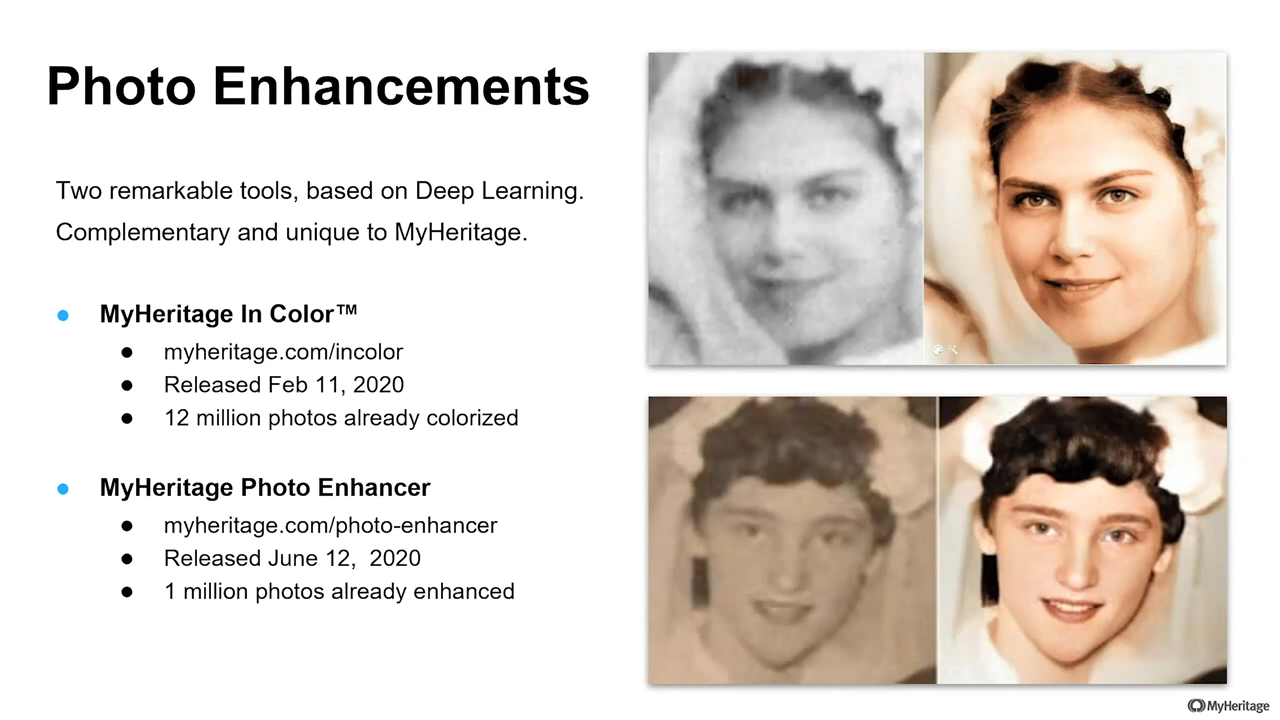 Photo Enhancements
Two remarkable tools, based on Deep Learning.
Complementary and unique to MyHeritage.
● MyHeritage In Color™
● myheritage.com/incolor
● Released Feb 11, 2020
● 12 million photos already colorized
● MyHeritage Photo Enhancer
● myheritage.com/photo-enhancer
● Released June 12,  2020
● 1 million photos already enhanced
MyHeritage